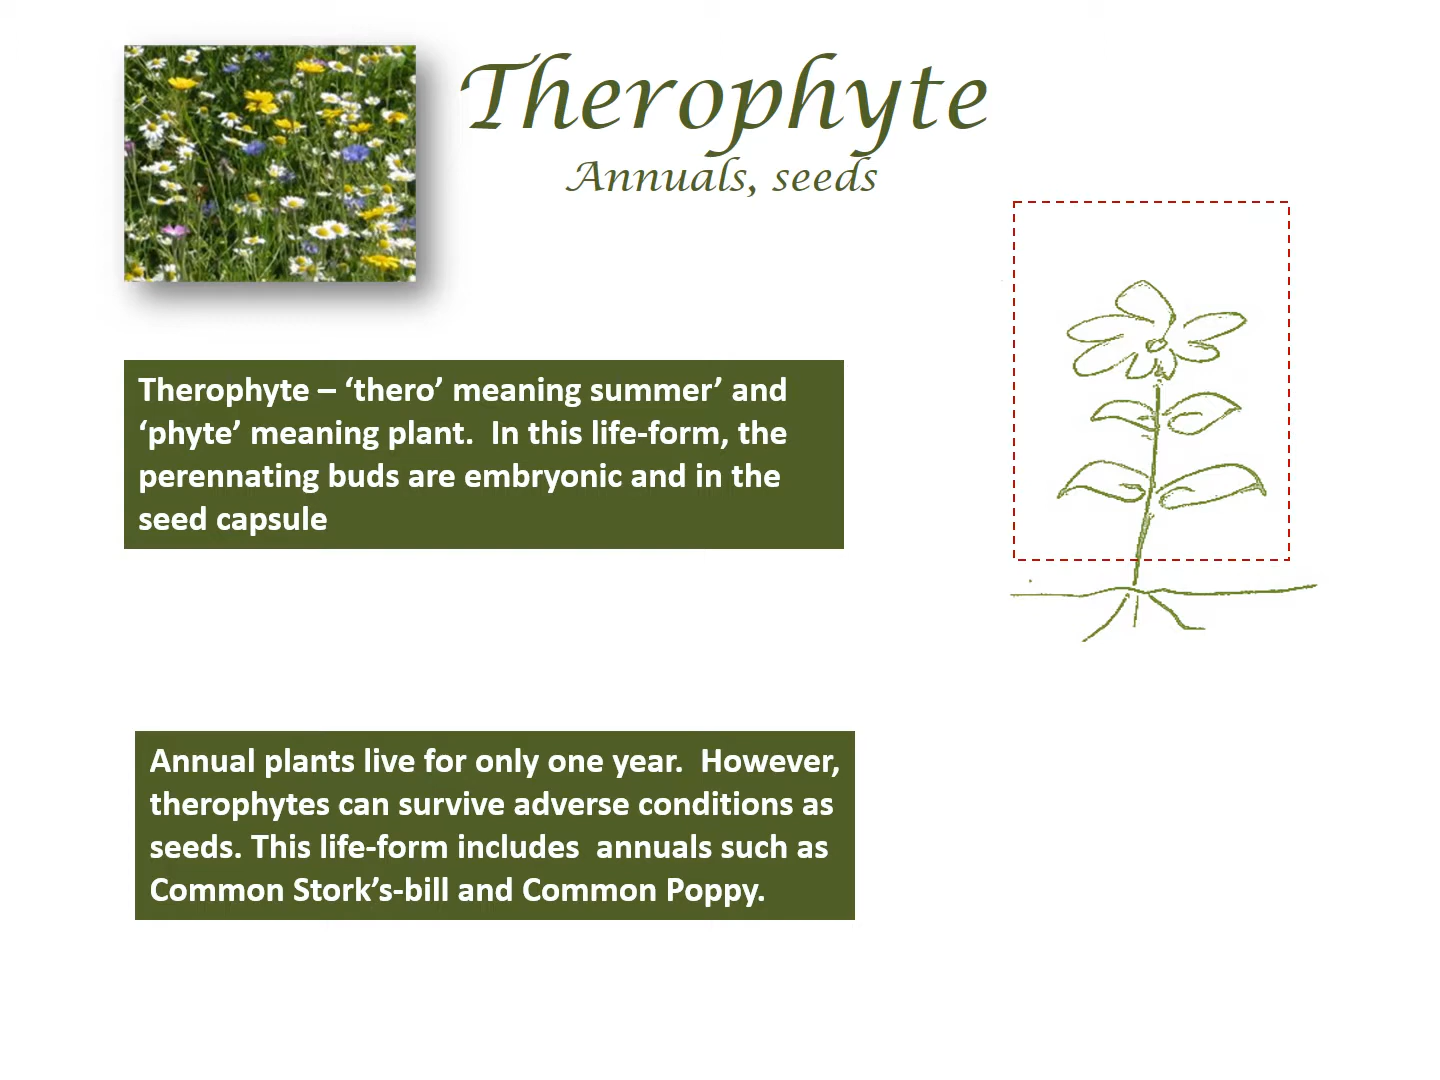 Therophyte
Annuals, seeds
Therophyte – ‘thero’ meaning summer’ and
‘phyte’ meaning plant.  In this life-form, the
perennating buds are embryonic and in the
seed capsule
Annual plants live for only one year.  However,
therophytes can survive adverse conditions as
seeds. This life-form includes  annuals such as
Common Stork’s-bill and Common Poppy.